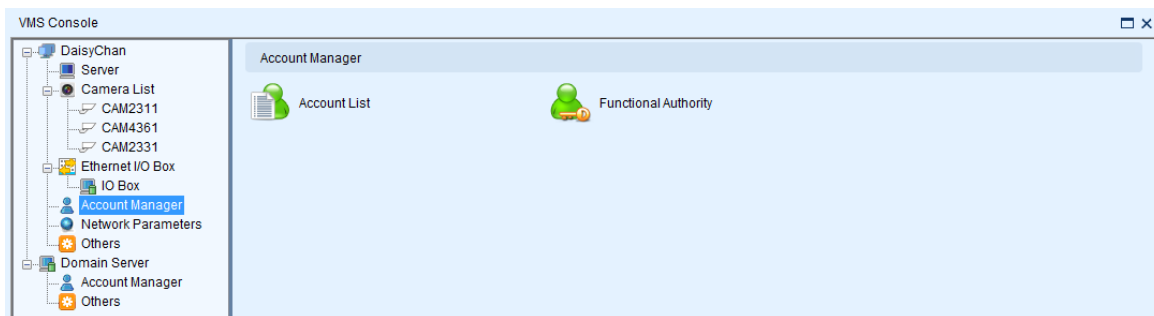 VMS Console
DaisyChan
Server
Camera List
CAM2311
CAM4361
CAM2331
Ethernet I/O Box
IO Box
Account Manager
Network Parameters
Others
Domain Server
Account Manager
Others
Account Manager
Account List
Functional Authority